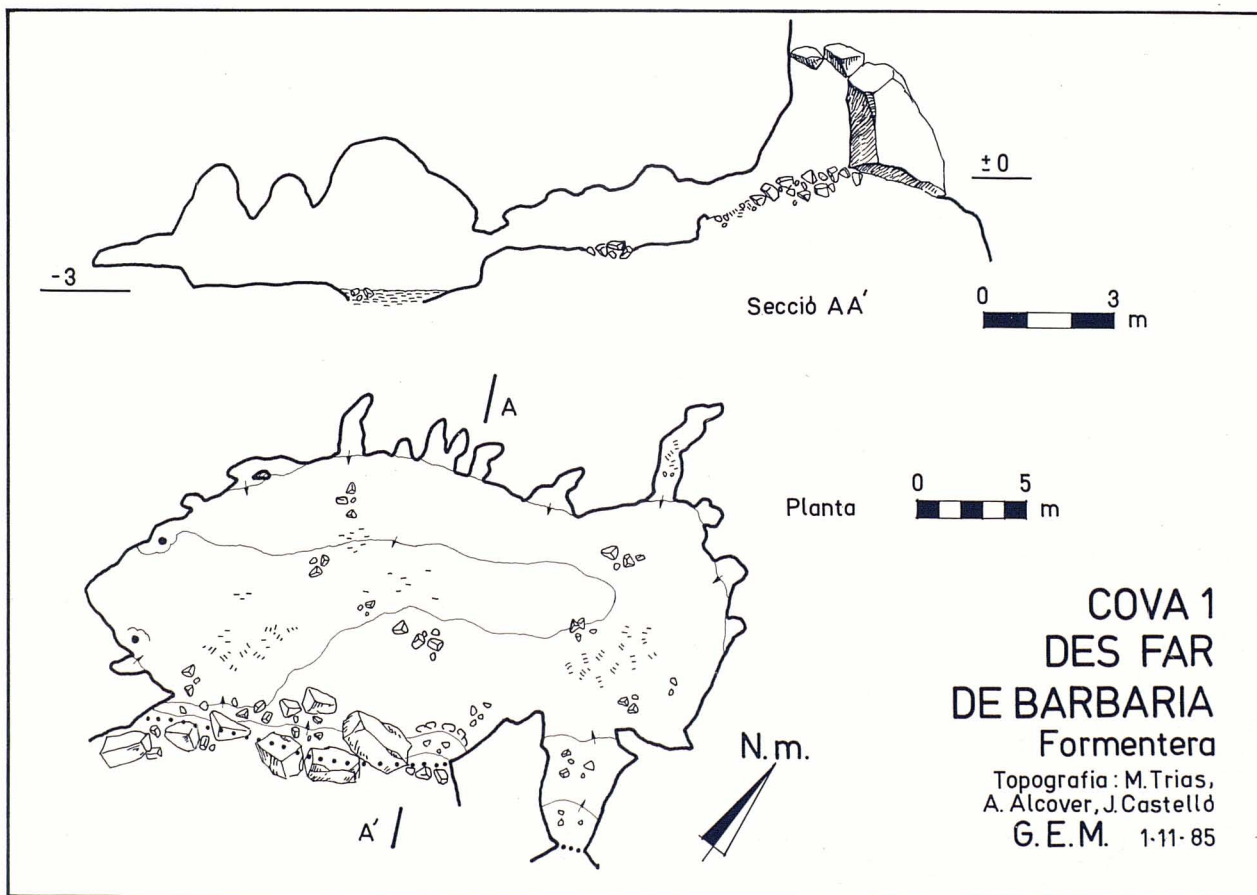 ±0
-3
Secció AA'
0 3 m
A
Planta
0 5 m
COVA 1
DES FAR
DE BARBARIA
Formentera
N.m.
Topografia: M. Trias,
A. Alcover, J. Castelló
G.E.M. 1-11-85
A'